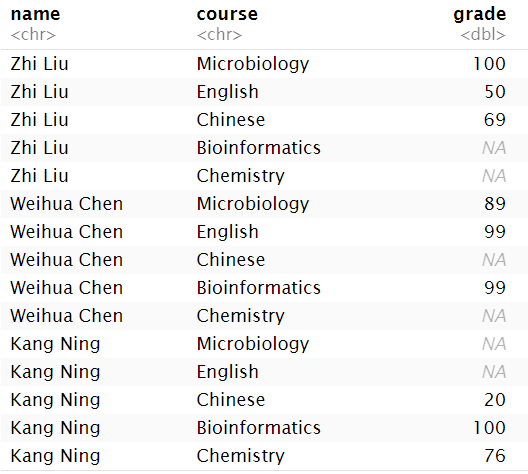 name course grade
<chr> <chr> <dbl>
Zhi Liu Microbiology 100
Zhi Liu English 50
Zhi Liu Chinese 69
Zhi Liu Bioinformatics NA
Zhi Liu Chemistry NA
Weihua Chen Microbiology 89
Weihua Chen English 99
Weihua Chen Chinese NA
Weihua Chen Bioinformatics 99
Weihua Chen Chemistry NA
Kang Ning Microbiology NA
Kang Ning English NA
Kang Ning Chinese 20
Kang Ning Bioinformatics 100
Kang Ning Chemistry 76